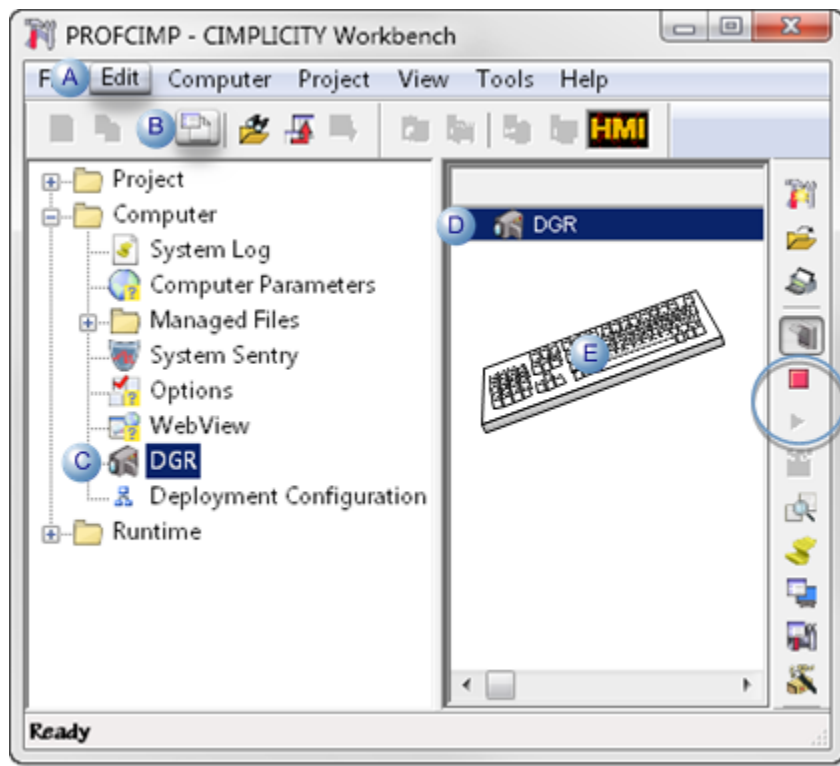 PROFCIMP - CIMPLICITY Workbench
F A Edit Computer Project View Tools Help
B HMI
Project
Computer
System Log
Computer Parameters
Managed Files
System Sentry
Options
WebView
C DGR
Deployment Configuration
Runtime
D DGR
E
Ready